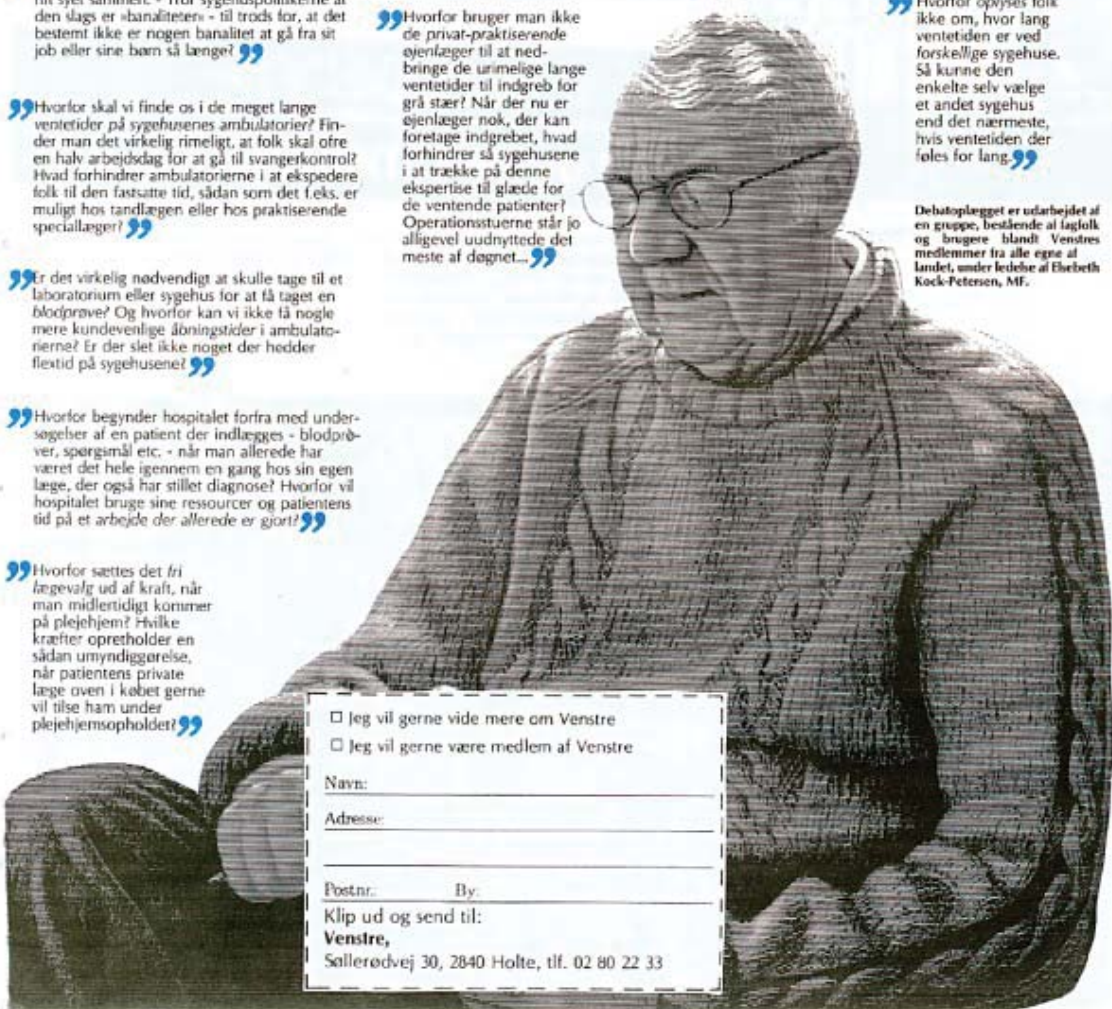 den slags er »banaliteter« - til trods for, at det
bestemt ikke er nogen banalitet at gå fra sit
job eller sine børn så længe? ”
”Hvorfor skal vi finde os i de meget lange
ventetider på sygehusenes ambulatorier? Fin-
der man det virkelig rimeligt, at folk skal ofre
en halv arbejdsdag for at gå til svangerkontrol?
Hvad forhindrer ambulatorierne i at ekspedere
folk til den fastsatte tid, sådan som det f.eks. er
muligt hos tandlægen eller hos praktiserende
speciallæger? ”
”Er det virkelig nødvendigt at skulle tage til et
laboratorium eller sygehus for at få taget en
blodprøve? Og hvorfor kan vi ikke få nogle
mere kundevenlige åbningstider i ambulato-
rierne? Er der slet ikke noget der hedder
flextid på sygehusene? ”
”Hvorfor begynder hospitalet forfra med under-
søgelser af en patient der indlægges - blodprø-
ver, spørgsmål etc. - når man allerede har
været det hele igennem en gang hos sin egen
læge, der også har stillet diagnose? Hvorfor vil
hospitalet bruge sine ressourcer og patientens
tid på et arbejde der allerede er gjort? ”
”Hvorfor sættes det fri
lægevalg ud af kraft, når
man midlertidigt kommer
på plejehjem? Hvilke
kræfter opretholder en
sådan umyndiggørelse,
når patientens private
læge oven i købet gerne
vil tilse ham under
plejehjemsopholdet? ”
”Hvorfor bruger man ikke
de privat-praktiserende
øjenlæger til at ned-
bringe de urimelige lange
ventetider til indgreb for
grå stær? Når der nu er
øjenlæger nok, der kan
foretage indgrebet, hvad
forhindrer så sygehusene
i at trække på denne
ekspertise til glæde for
de ventende patienter?
Operationsstuerne står jo
alligevel uudnyttede det
meste af døgnet... ”
”Hvorfor oplyses folk
ikke om, hvor lang
ventetiden er ved
forskellige sygehuse.
Så kunne den
enkelte selv vælge
et andet sygehus
end det nærmeste,
hvis ventetiden der
føles for lang. ”
Debatoplægget er udarbejdet af
en gruppe, bestående af fagfolk
og brugere blandt Venstres
medlemmer fra alle egne af
landet, under ledelse af Elsebeth
Kock-Petersen, MF.
☐ Jeg vil gerne vide mere om Venstre
☐ Jeg vil gerne være medlem af Venstre
Navn:
Adresse:
Postnr.: By:
Klip ud og send til:
Venstre,
Søllerødvej 30, 2840 Holte, tlf. 02 80 22 33